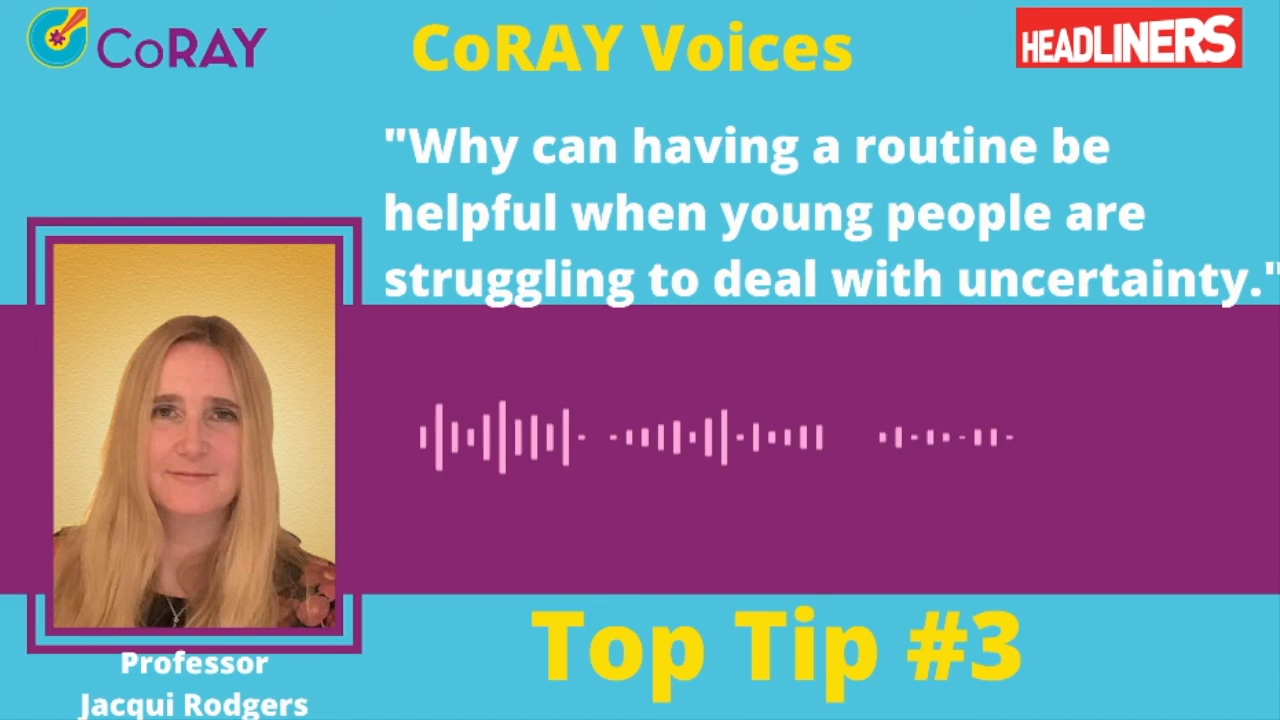 CoRAY
CoRAY Voices
HEADLINERS
"Why can having a routine be
helpful when young people are
struggling to deal with uncertainty."
Top Tip #3
Professor
Jacqui Rodgers